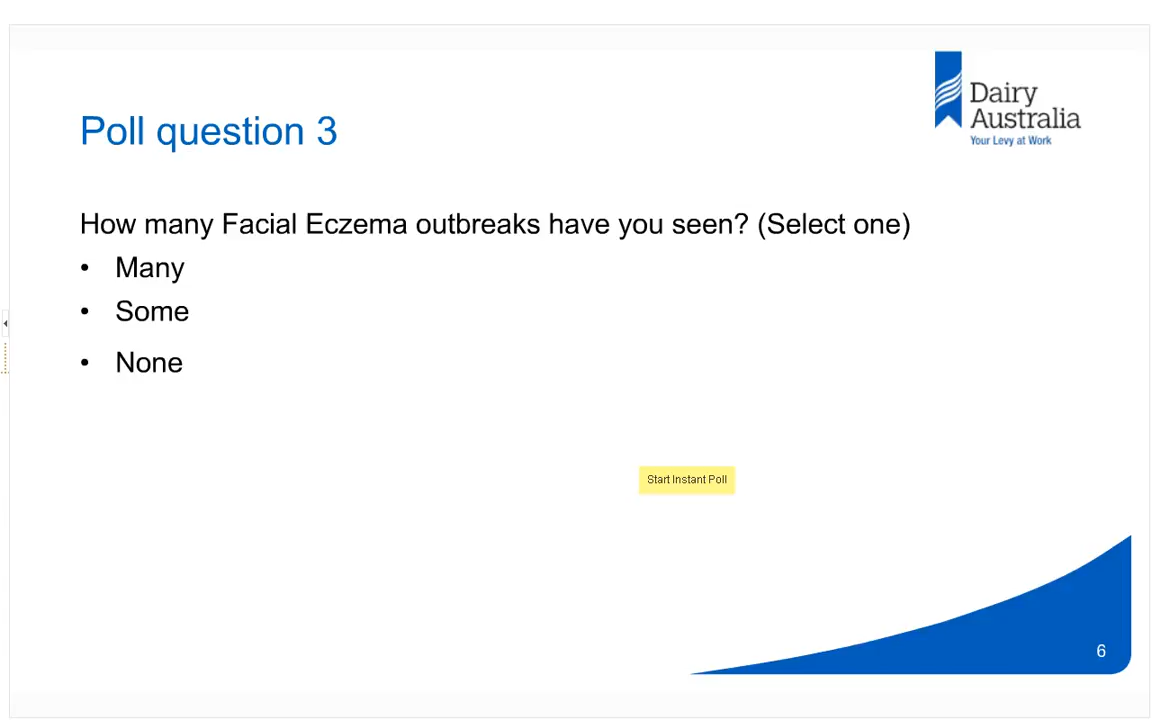 Dairy
Australia
Your Levy at Work
Poll question 3
How many Facial Eczema outbreaks have you seen? (Select one)
• Many
• Some
• None
Start Instant Poll
6